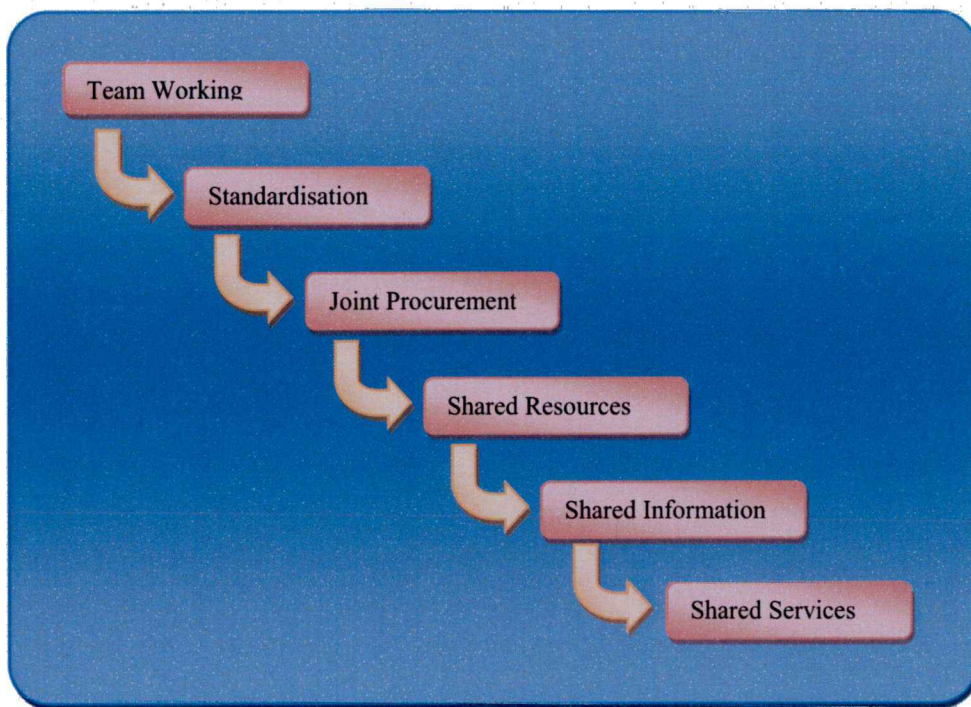 Team Working
Standardisation
Joint Procurement
Shared Resources
Shared Information
Shared Services